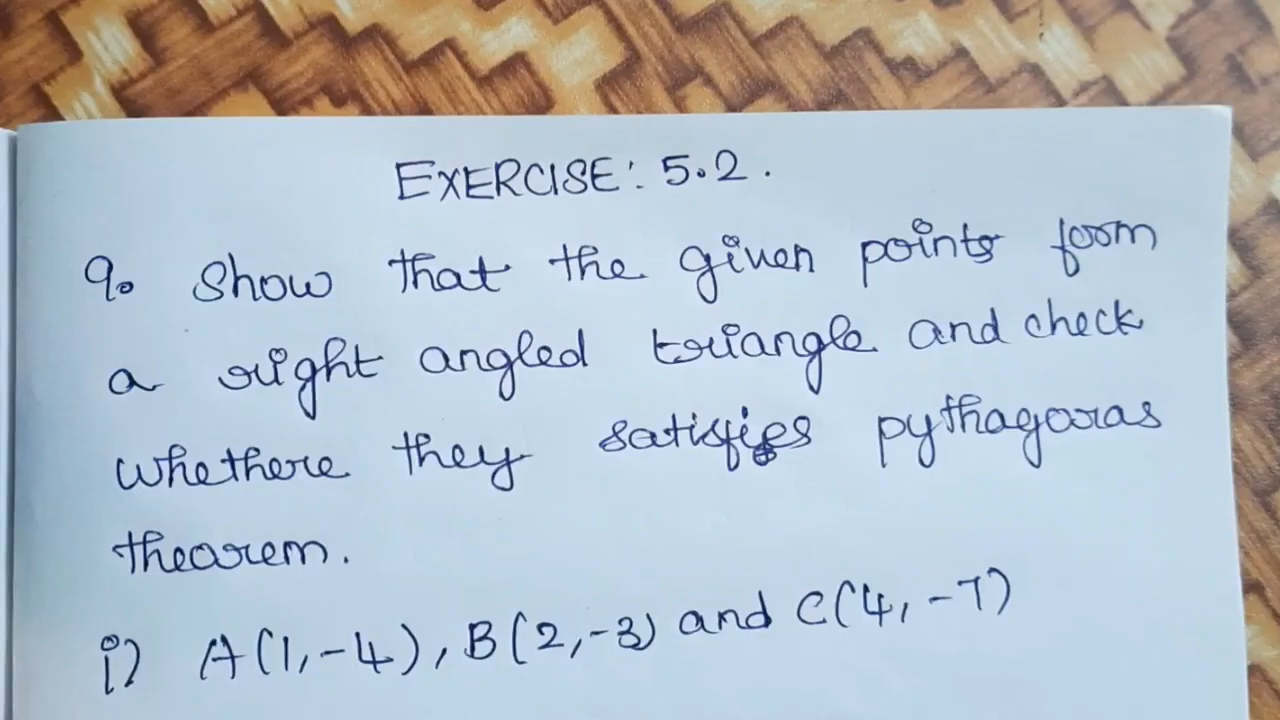 EXERCISE: 5.2.
9. Show that the given points form
a right angled triangle and check
whethere they satisfies pythagoras
thearem.
i) A(1,-4), B(2,-3) and C(4,-7)